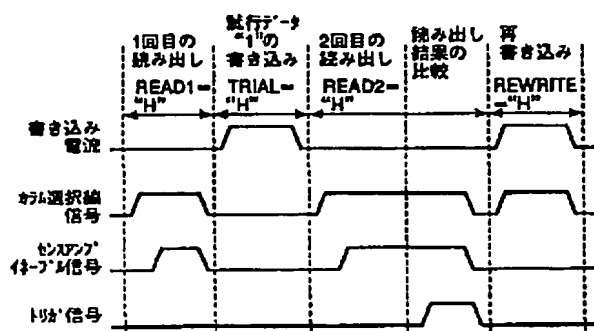 1回目の
読み出し
READ1=
“H”
試行データ
“1”の
書き込み
TRIAL=
“H”
2回目の
読み出し
READ2=
“H”
読み出し
結果の
比較
再
書き込み
REWRITE
=“H”
書き込み
電流
カラム選択線
信号
センスアンプ
イネーブル信号
トリガ信号